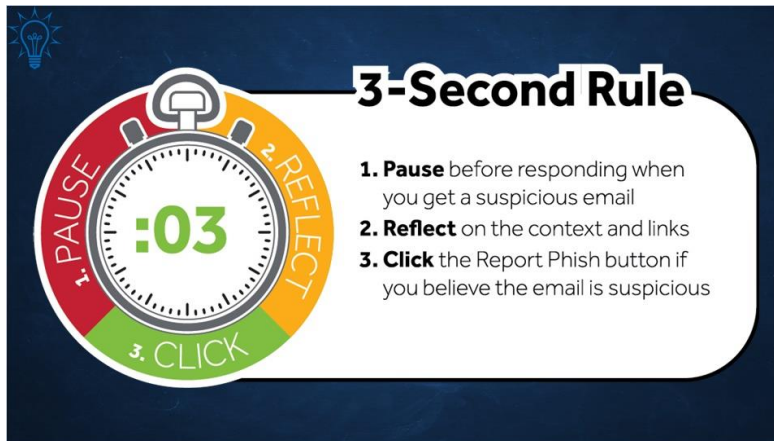 3-Second Rule
1. PAUSE
2. REFLECT
3. CLICK
:03
1. Pause before responding when
you get a suspicious email
2. Reflect on the context and links
3. Click the Report Phish button if
you believe the email is suspicious